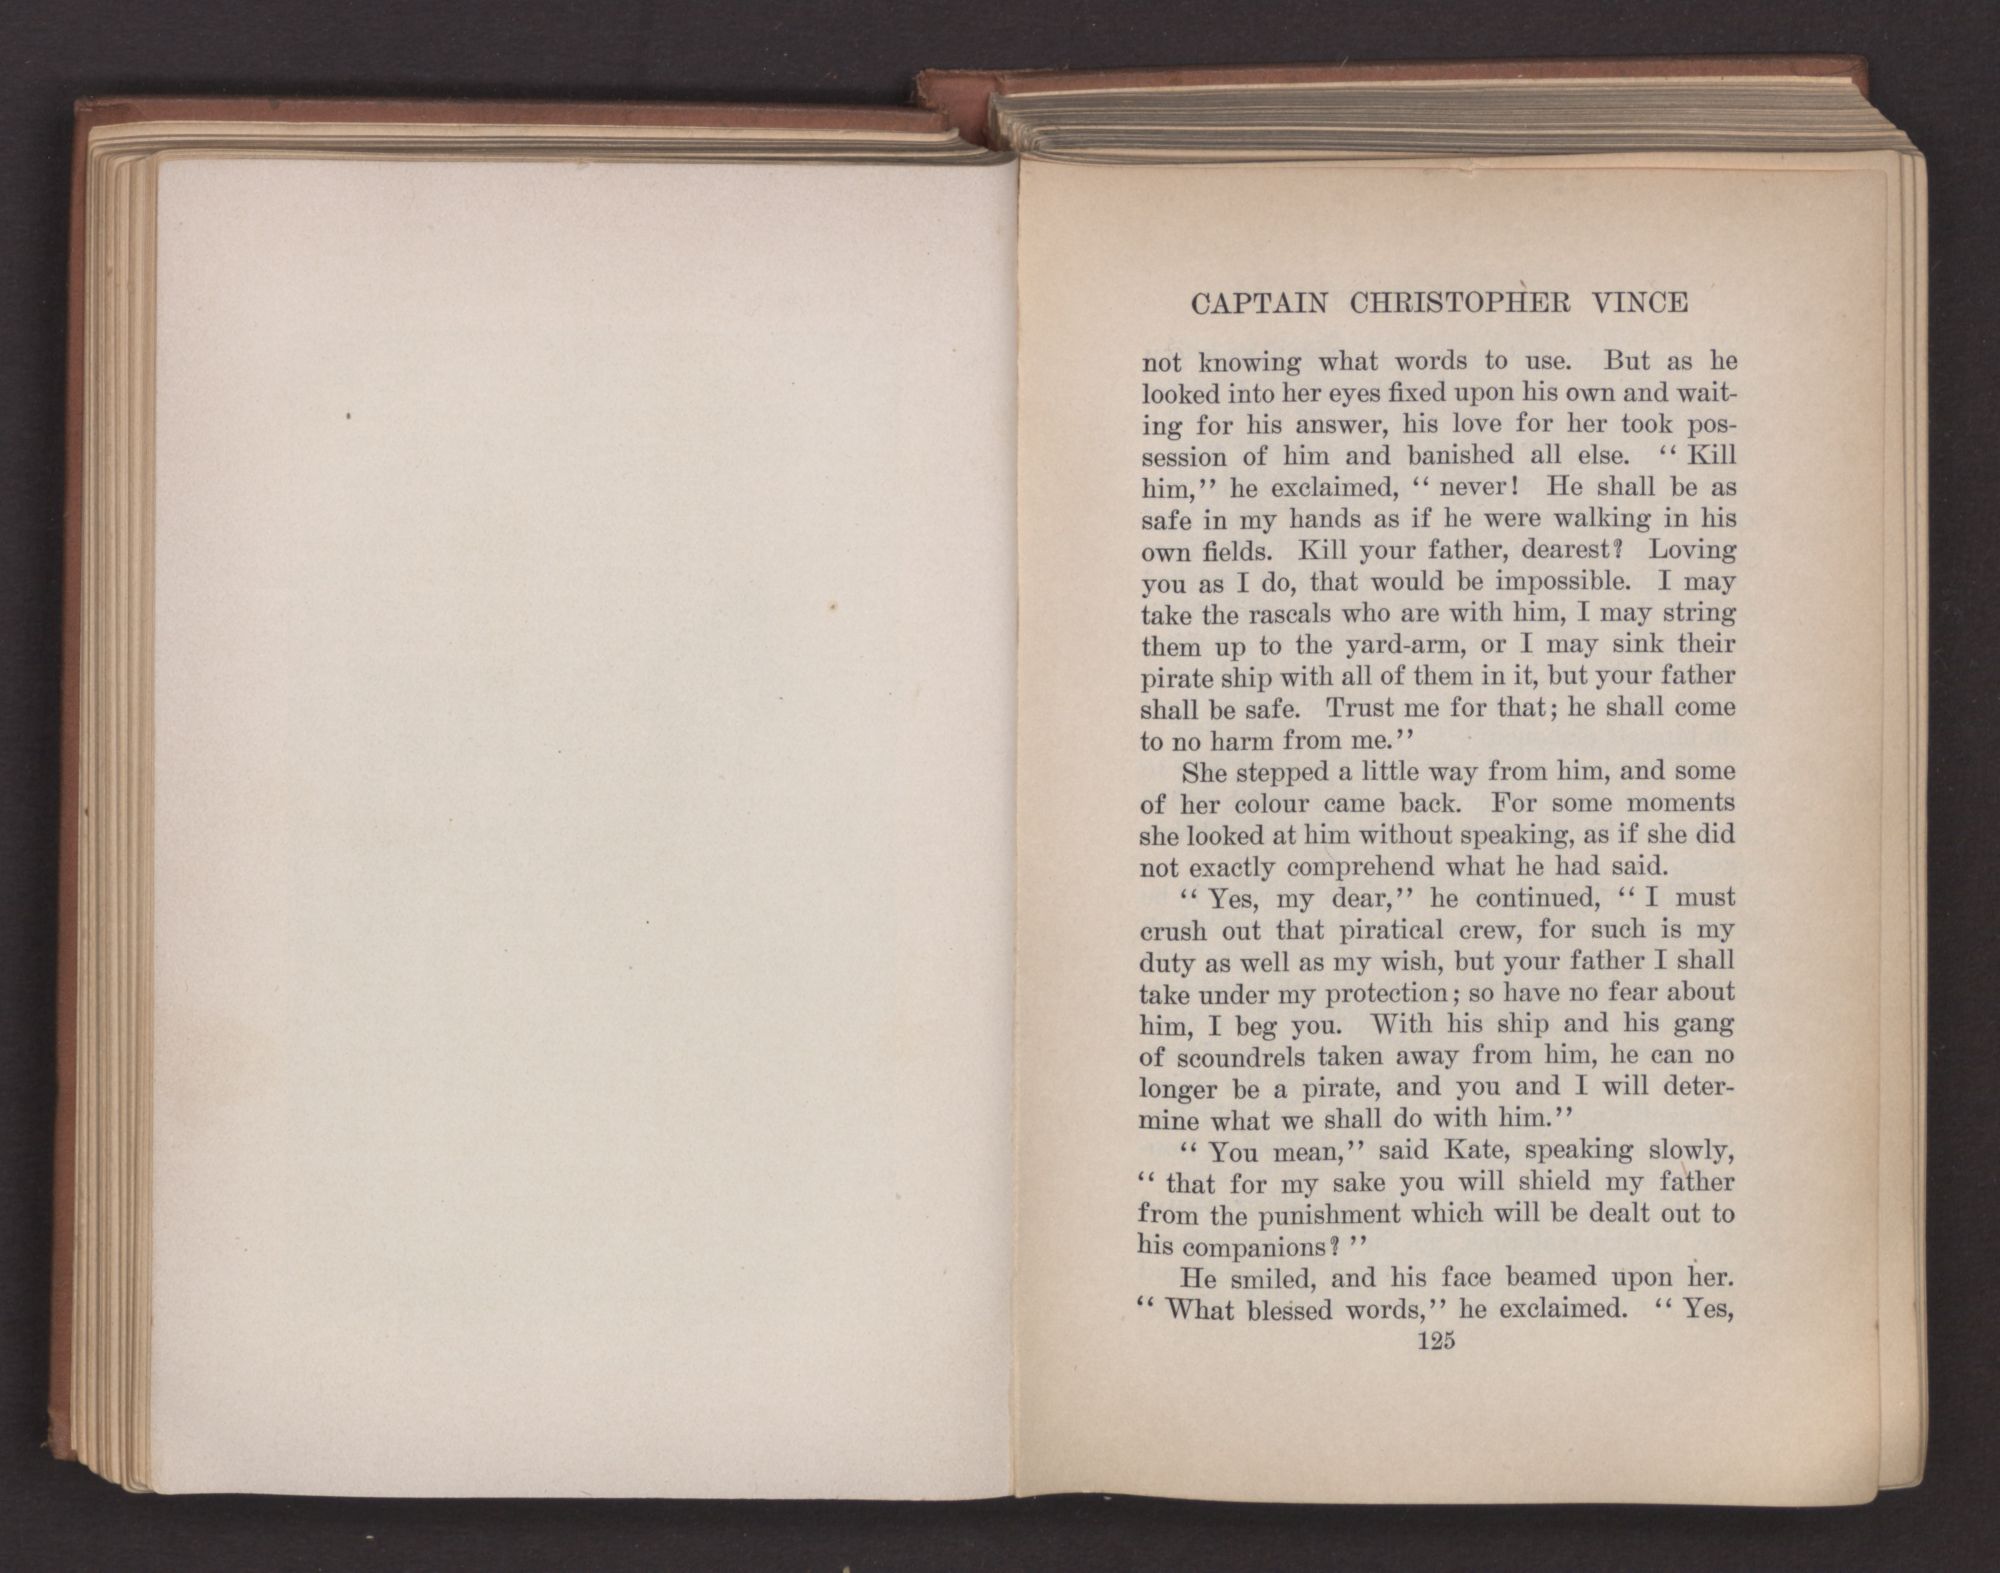 CAPTAIN CHRISTOPHER VINCE
not knowing what words to use. But as he
looked into her eyes fixed upon his own and wait-
ing for his answer, his love for her took pos-
session of him and banished all else. “ Kill
him,” he exclaimed, “ never! He shall be as
safe in my hands as if he were walking in his
own fields. Kill your father, dearest? Loving
you as I do, that would be impossible. I may
take the rascals who are with him, I may string
them up to the yard-arm, or I may sink their
pirate ship with all of them in it, but your father
shall be safe. Trust me for that; he shall come
to no harm from me.”
She stepped a little way from him, and some
of her colour came back. For some moments
she looked at him without speaking, as if she did
not exactly comprehend what he had said.
“ Yes, my dear,” he continued, “ I must
crush out that piratical crew, for such is my
duty as well as my wish, but your father I shall
take under my protection; so have no fear about
him, I beg you. With his ship and his gang
of scoundrels taken away from him, he can no
longer be a pirate, and you and I will deter-
mine what we shall do with him.”
“ You mean,” said Kate, speaking slowly,
“ that for my sake you will shield my father
from the punishment which will be dealt out to
his companions? ”
He smiled, and his face beamed upon her.
“ What blessed words,” he exclaimed. “ Yes,
125